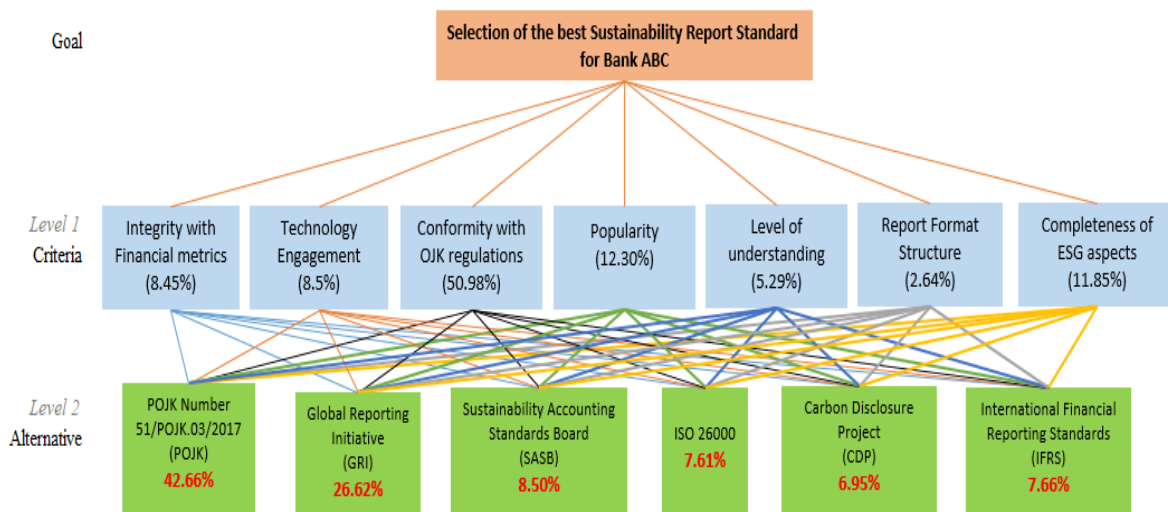 Goal
Selection of the best Sustainability Report Standard
for Bank ABC
Level 1
Criteria
Integrity with
Financial metrics
(8.45%)
Technology
Engagement
(8.5%)
Conformity with
OJK regulations
(50.98%)
Popularity
(12.30%)
Level of
understanding
(5.29%)
Report Format
Structure
(2.64%)
Completeness of
ESG aspects
(11.85%)
Level 2
Alternative
POJK Number
51/POJK.03/2017
(POJK)
42.66%
Global Reporting
Initiative
(GRI)
26.62%
Sustainability Accounting
Standards Board
(SASB)
8.50%
ISO 26000
7.61%
Carbon Disclosure
Project
(CDP)
6.95%
International Financial
Reporting Standards
(IFRS)
7.66%